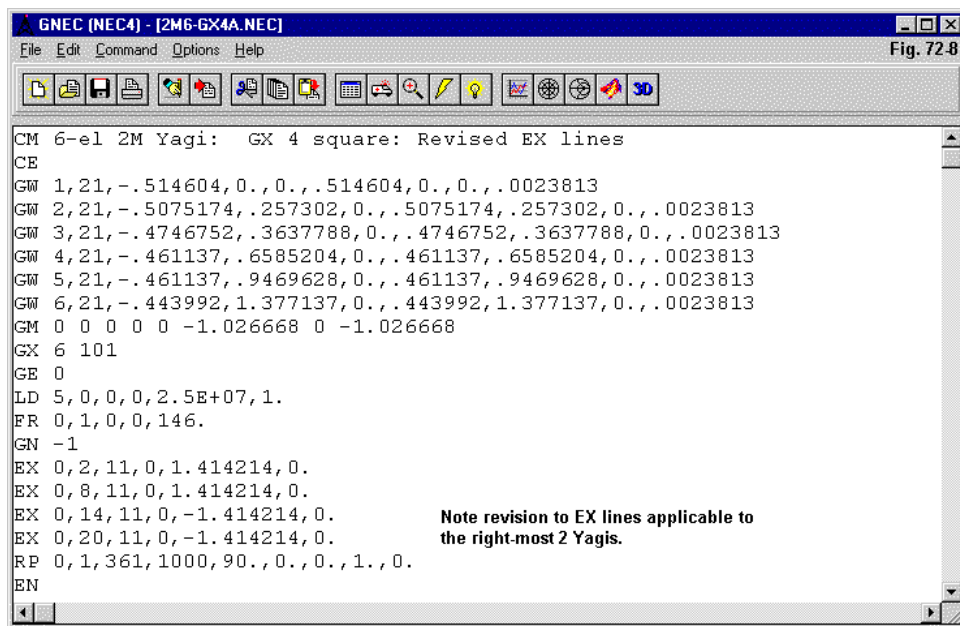 GNEC (NEC4) - [2M6-GX4A.NEC]
File Edit Command Options Help
Fig. 72-8
3D
CM 6-el 2M Yagi:  GX 4 square: Revised EX lines
CE
GW 1,21,-.514604,0.,0.,.514604,0.,0.,.0023813
GW 2,21,-.5075174,.257302,0.,.5075174,.257302,0.,.0023813
GW 3,21,-.4746752,.3637788,0.,.4746752,.3637788,0.,.0023813
GW 4,21,-.461137,.6585204,0.,.461137,.6585204,0.,.0023813
GW 5,21,-.461137,.9469628,0.,.461137,.9469628,0.,.0023813
GW 6,21,-.443992,1.377137,0.,.443992,1.377137,0.,.0023813
GM 0 0 0 0 0 -1.026668 0 -1.026668
GX 6 101
GE 0
LD 5,0,0,0,2.5E+07,1.
FR 0,1,0,0,146.
GN -1
EX 0,2,11,0,1.414214,0.
EX 0,8,11,0,1.414214,0.
EX 0,14,11,0,-1.414214,0.
EX 0,20,11,0,-1.414214,0.
Note revision to EX lines applicable to
the right-most 2 Yagis.
RP 0,1,361,1000,90.,0.,0.,1.,0.
EN